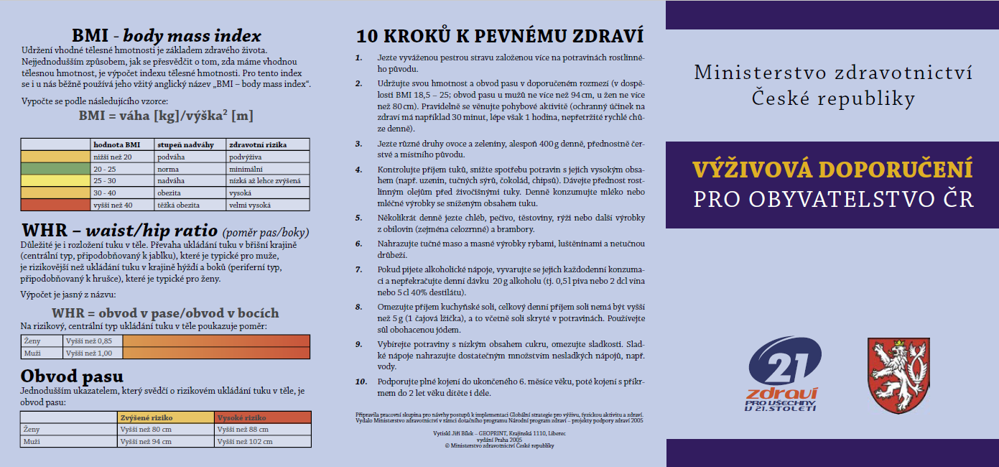 BMI - body mass index
Udržení vhodné tělesné hmotnosti je základem zdravého života.
Nejjednodušším způsobem, jak se přesvědčit o tom, zda máme vhodnou
tělesnou hmotnost, je výpočet indexu tělesné hmotnosti. Pro tento index
se i u nás běžně používá jeho vžitý anglický název „BMI – body mass index“.
Vypočte se podle následujícího vzorce:
BMI = váha [kg]/výška² [m]
hodnota BMI stupeň nadváhy zdravotní rizika
nižší než 20 podváha podvýživa
20 - 25 norma minimální
25 - 30 nadváha nízká až lehce zvýšená
30 - 40 obezita vysoká
vyšší než 40 těžká obezita velmi vysoká
WHR – waist/hip ratio (poměr pas/boky)
Důležité je i rozložení tuku v těle. Převaha ukládání tuku v břišní krajině
(centrální typ, připodobňovaný k jablku), které je typické pro muže,
je rizikovější než ukládání tuku v krajině hýždí a boků (periferní typ,
připodobňovaný k hrušce), které je typické pro ženy.
Výpočet je jasný z názvu:
WHR = obvod v pase/obvod v bocích
Na rizikový, centrální typ ukládání tuku v těle poukazuje poměr:
Ženy Vyšší než 0,85
Muži Vyšší než 1,00
Obvod pasu
Jednodušším ukazatelem, který svědčí o rizikovém ukládání tuku v těle, je
obvod pasu:
Zvýšené riziko Vysoké riziko
Ženy Vyšší než 80 cm Vyšší než 88 cm
Muži Vyšší než 94 cm Vyšší než 102 cm
10 KROKŮ K PEVNÉMU ZDRAVÍ
1. Jezte vyváženou pestrou stravu založenou více na potravinách rostlinné-
ho původu.
2. Udržujte svou hmotnost a obvod pasu v doporučeném rozmezí (v dospě-
losti BMI 18,5 – 25; obvod pasu u mužů ne více než 94 cm, u žen ne více
než 80 cm). Pravidelně se věnujte pohybové aktivitě (ochranný účinek na
zdraví má například 30 minut, lépe však 1 hodina, nepřetržité rychlé chů-
ze denně).
3. Jezte různé druhy ovoce a zeleniny, alespoň 400 g denně, přednostně čer-
stvé a místního původu.
4. Kontrolujte příjem tuků, snižte spotřebu potravin s jejich vysokým obsa-
hem (např. uzenin, tučných sýrů, čokolád, chipsů). Dávejte přednost rost-
linným olejům před živočišnými tuky. Denně konzumujte mléko nebo
mléčné výrobky se sníženým obsahem tuku.
5. Několikrát denně jezte chléb, pečivo, těstoviny, rýži nebo další výrobky
z obilovin (zejména celozrnné) a brambory.
6. Nahrazujte tučné maso a masné výrobky rybami, luštěninami a netučnou
drůbeží.
7. Pokud pijete alkoholické nápoje, vyvarujte se jejich každodenní konzuma-
ci a nepřekračujte denní dávku 20 g alkoholu (tj. 0,5 l piva nebo 2 dcl vína
nebo 5 cl 40% destilátu).
8. Omezujte příjem kuchyňské soli, celkový denní příjem soli nemá být vyšší
než 5 g (1 čajová lžička), a to včetně soli skryté v potravinách. Používejte
sůl obohacenou jódem.
9. Vybírejte potraviny s nízkým obsahem cukru, omezujte sladkosti. Slad-
ké nápoje nahrazujte dostatečným množstvím nesladkých nápojů, např.
vody.
10. Podporujte plné kojení do ukončeného 6. měsíce věku, poté kojení s příkr-
mem do 2 let věku dítěte i déle.
Připravila pracovní skupina pro návrhy postupů k implementaci Globální strategie pro výživu, fyzickou aktivitu a zdraví.
Vydalo Ministerstvo zdravotnictví v rámci dotačního programu Národní program zdraví – projekty podpory zdraví 2005
Vytiskl Jiří Bílek – GEOPRINT, Krajinská 1110, Liberec
vydání Praha 2005
© Ministerstvo zdravotnictví České republiky
Ministerstvo zdravotnictví
České republiky
VÝŽIVOVÁ DOPORUČENÍ
PRO OBYVATELSTVO ČR
21
zdraví
PRO VŠECHNY
V 21. STOLETÍ